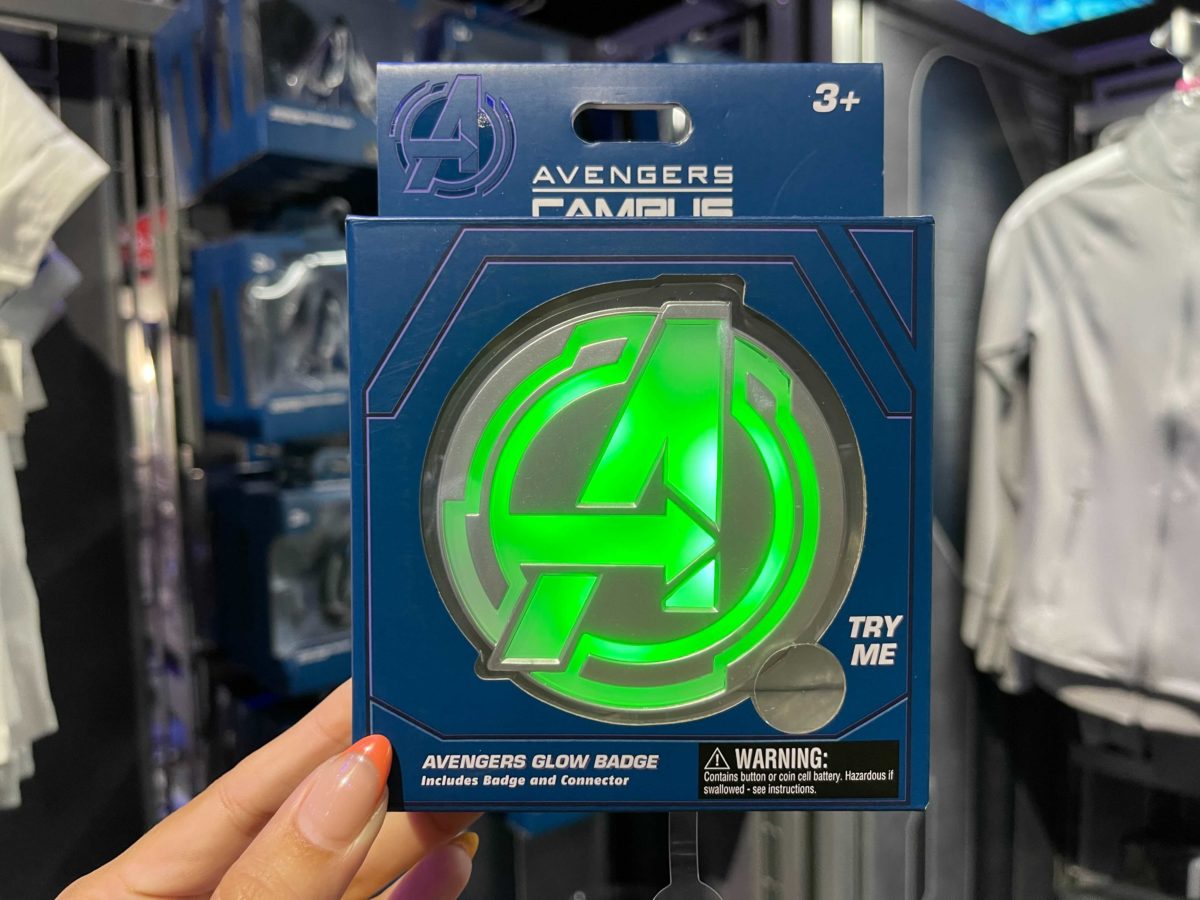 3+
AVENGERS
CAMPUS
TRY
ME
AVENGERS GLOW BADGE
Includes Badge and Connector
WARNING:
Contains button or coin cell battery. Hazardous if
swallowed - see instructions.